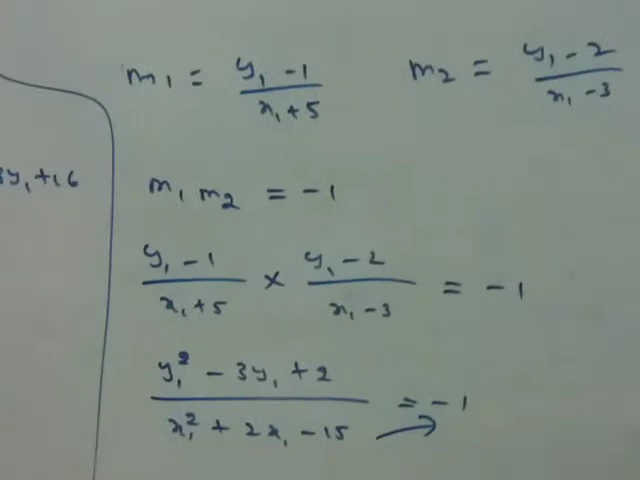 m₁ = (y₁ - 1)/(x₁ + 5)
m₂ = (y₁ - 2)/(x₁ - 3)
y₁ + 16
m₁ m₂ = -1
(y₁ - 1)/(x₁ + 5) × (y₁ - 2)/(x₁ - 3) = -1
(y₁² - 3y₁ + 2)/(x₁² + 2x₁ - 15) = -1